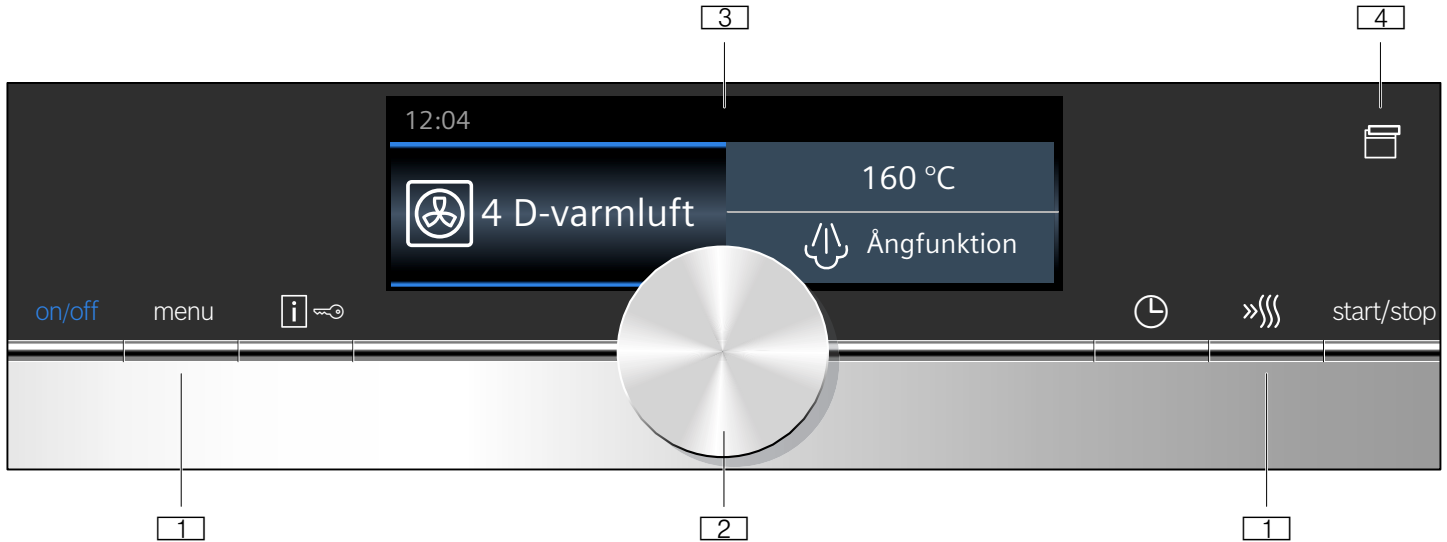 3 4
12:04
160 °C
4 D-varmluft
Ångfunktion
on/off menu i start/stop
1 2 1